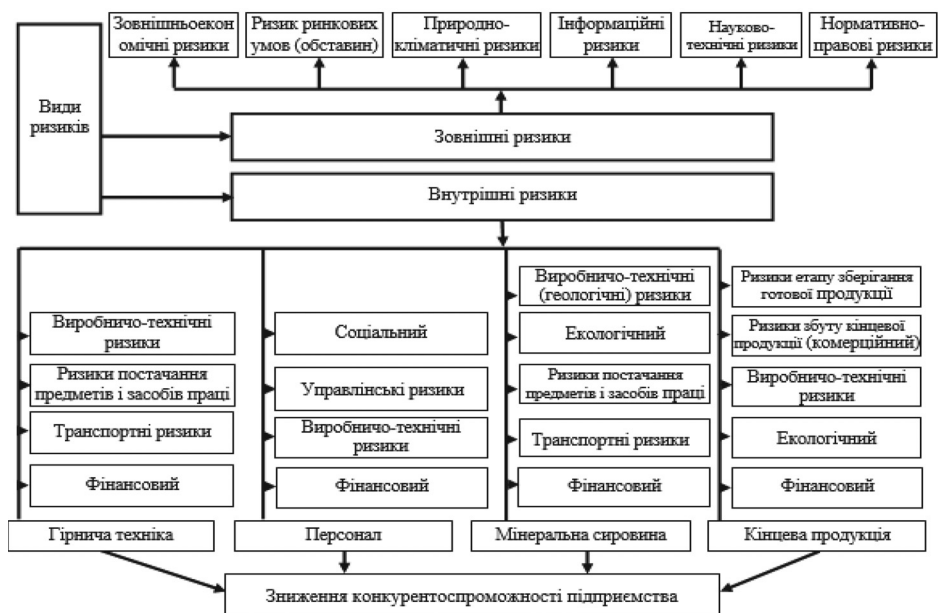 Зовнішньоекон
омічні ризики
Ризик ринкових
умов (обставин)
Природно-
кліматичні ризики
Інформаційні
ризики
Науково-
технічні ризики
Нормативно-
правові ризики
Види
ризиків
Зовнішні ризики
Внутрішні ризики
Виробничо-технічні
ризики
Ризики постачання
предметів і засобів праці
Транспортні ризики
Фінансовий
Гірнича техніка
Соціальний
Управлінські ризики
Виробничо-технічні
ризики
Фінансовий
Персонал
Виробничо-технічні
(геологічні) ризики
Екологічний
Ризики постачання
предметів і засобів праці
Транспортні ризики
Фінансовий
Мінеральна сировина
Ризики етапу зберігання
готової продукції
Ризики збуту кінцевої
продукції (комерційний)
Виробничо-технічні
ризики
Екологічний
Фінансовий
Кінцева продукція
Зниження конкурентоспроможності підприємства